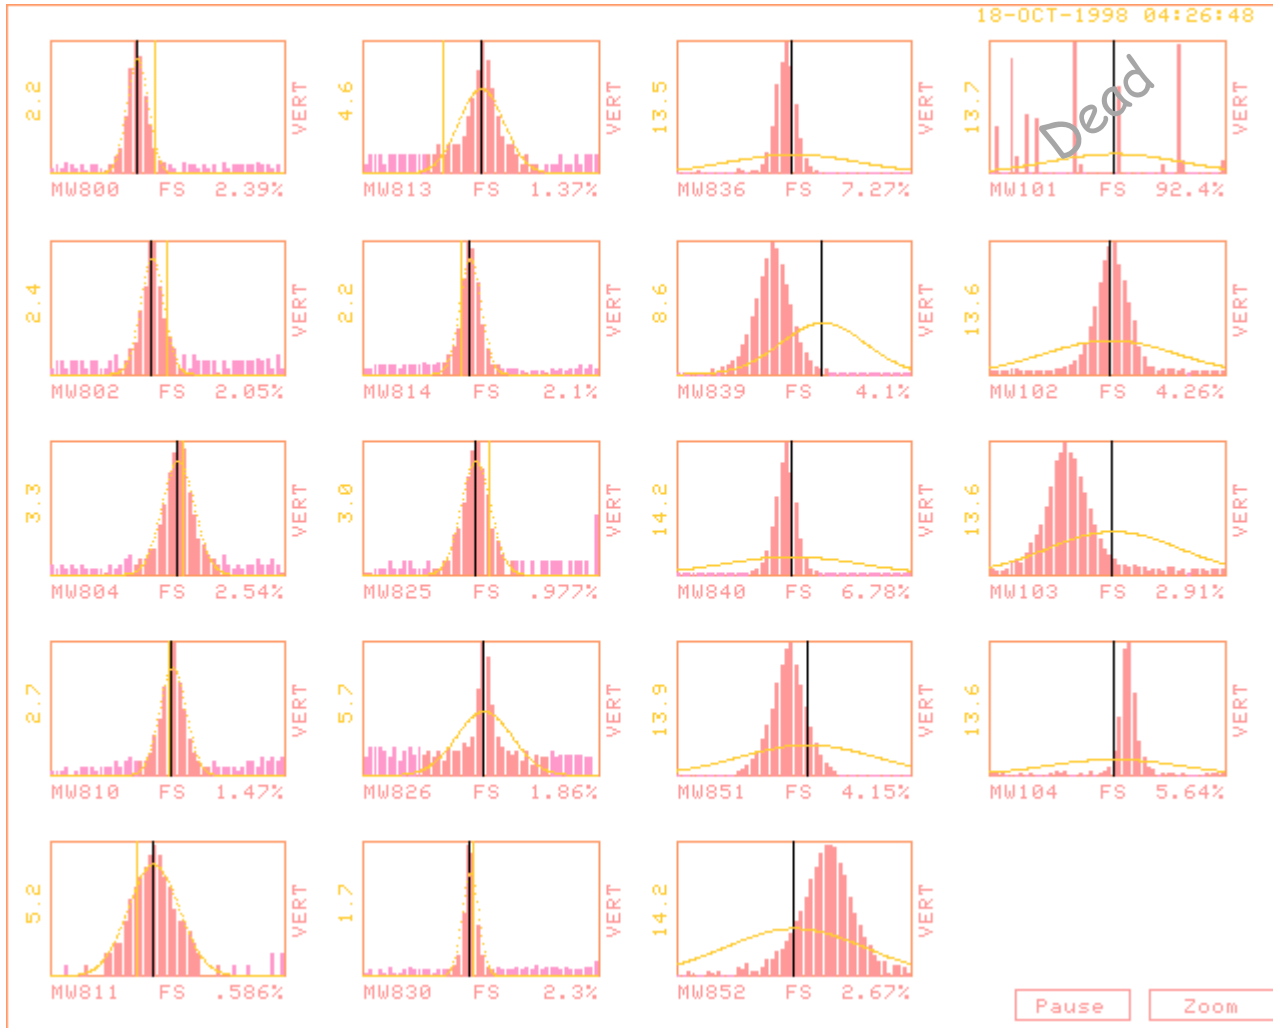 18-OCT-1998 04:26:48
2.2 VERT 4.6 VERT 13.5 VERT 13.7 Dead VERT
MW800 FS 2.39% MW813 FS 1.37% MW836 FS 7.27% MW101 FS 92.4%
2.4 VERT 2.2 VERT 8.6 VERT 13.6 VERT
MW802 FS 2.05% MW814 FS 2.1% MW839 FS 4.1% MW102 FS 4.26%
3.3 VERT 3.0 VERT 14.2 VERT 13.6 VERT
MW804 FS 2.54% MW825 FS .977% MW840 FS 6.78% MW103 FS 2.91%
2.7 VERT 5.7 VERT 13.9 VERT 13.6 VERT
MW810 FS 1.47% MW826 FS 1.86% MW851 FS 4.15% MW104 FS 5.64%
5.2 VERT 1.7 VERT 14.2 VERT
MW811 FS .586% MW830 FS 2.3% MW852 FS 2.67%
Pause Zoom